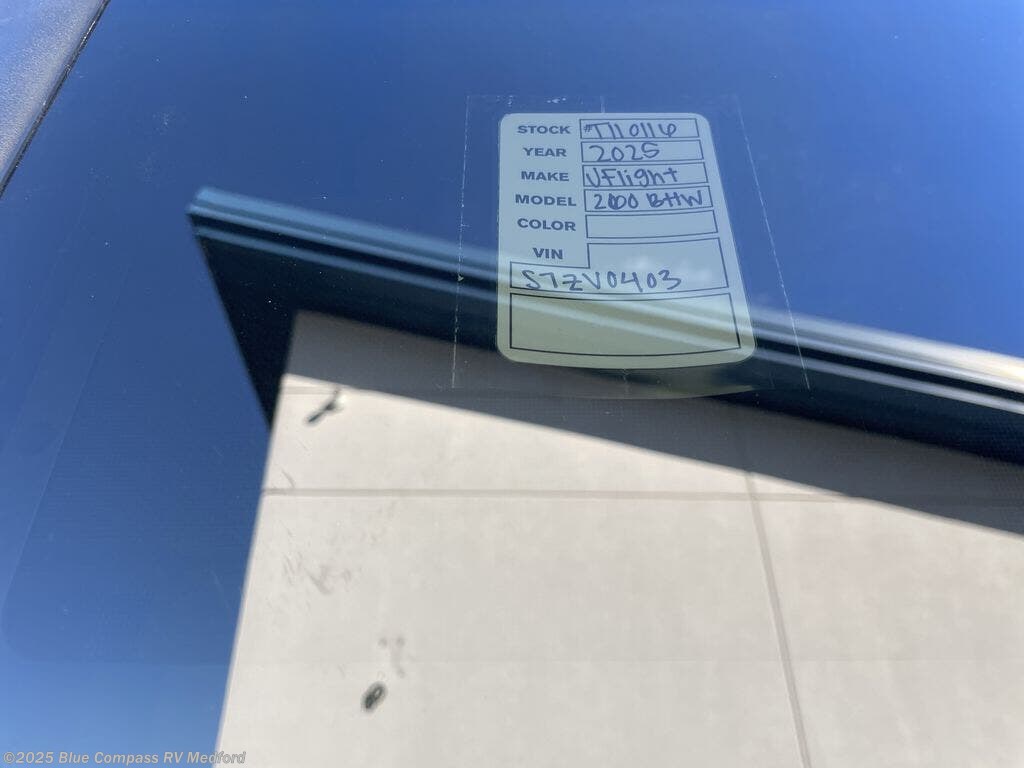 STOCK #T110116
YEAR 2025
MAKE VFlight
MODEL 2000 BHW
COLOR
VIN
S7ZV0403
©2025 Blue Compass RV Medford